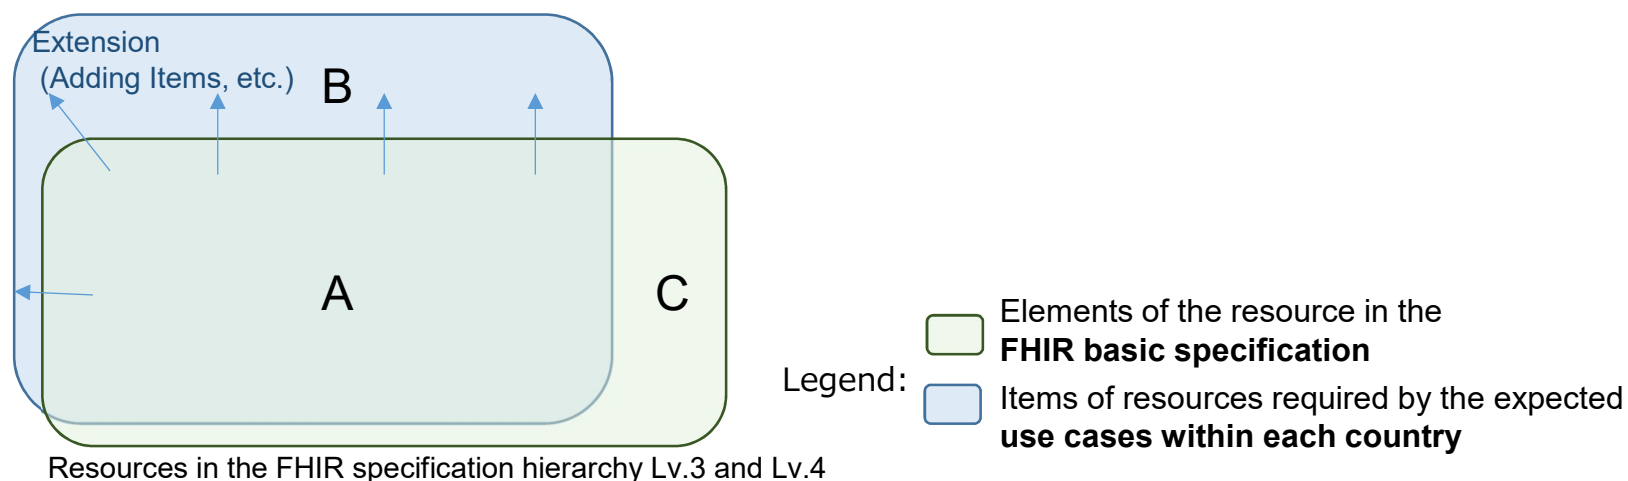 Extension
(Adding Items, etc.)
B
A
C
Resources in the FHIR specification hierarchy Lv.3 and Lv.4
Legend:
Elements of the resource in the
FHIR basic specification
Items of resources required by the expected
use cases within each country